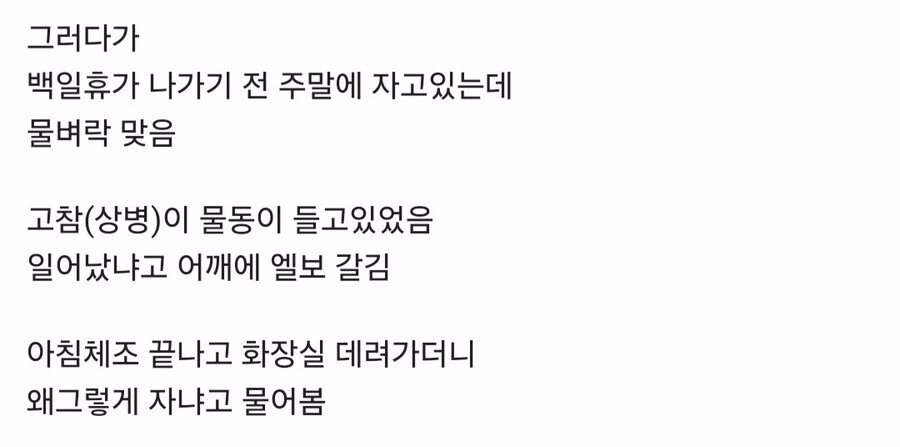 그러다가
백일휴가 나가기 전 주말에 자고있는데
물벼락 맞음
고참(상병)이 물동이 들고있었음
일어났냐고 어깨에 엘보 갈김
아침체조 끝나고 화장실 데려가더니
왜그렇게 자냐고 물어봄